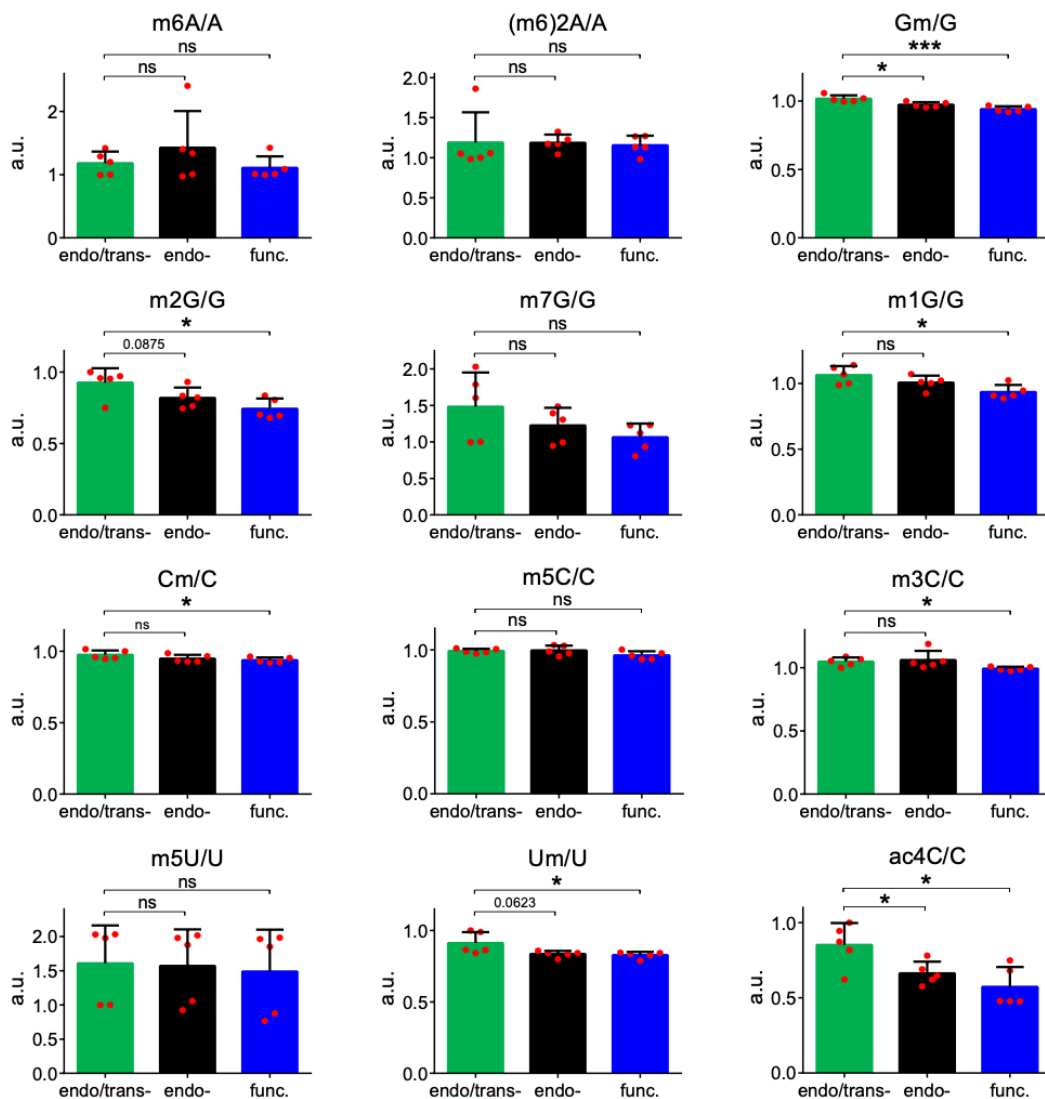 m6A/A
ns
ns
a.u.
2
1
0
endo/trans-
endo-
func.
(m6)2A/A
ns
ns
a.u.
2.0
1.5
1.0
0.5
0.0
endo/trans-
endo-
func.
Gm/G
***
*
a.u.
1.0
0.5
0.0
endo/trans-
endo-
func.
m2G/G
*
0.0875
a.u.
1.0
0.5
0.0
endo/trans-
endo-
func.
m7G/G
ns
ns
a.u.
2.0
1.5
1.0
0.5
0.0
endo/trans-
endo-
func.
m1G/G
*
ns
a.u.
1.0
0.5
0.0
endo/trans-
endo-
func.
Cm/C
*
ns
a.u.
1.0
0.5
0.0
endo/trans-
endo-
func.
m5C/C
ns
ns
a.u.
1.0
0.5
0.0
endo/trans-
endo-
func.
m3C/C
*
ns
a.u.
1.0
0.5
0.0
endo/trans-
endo-
func.
m5U/U
ns
ns
a.u.
2.0
1.5
1.0
0.5
0.0
endo/trans-
endo-
func.
Um/U
*
0.0623
a.u.
1.0
0.5
0.0
endo/trans-
endo-
func.
ac4C/C
*
*
a.u.
1.0
0.5
0.0
endo/trans-
endo-
func.